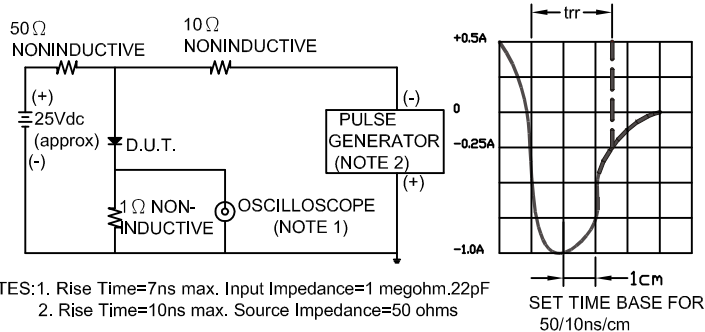 50Ω
NONINDUCTIVE
10Ω
NONINDUCTIVE
(+)
25Vdc
(approx)
(-)
D.U.T.
1Ω NON-
INDUCTIVE
OSCILLOSCOPE
(NOTE 1)
(-)
PULSE
GENERATOR
(NOTE 2)
(+)
trr
+0.5A
0
-0.25A
-1.0A
1cm
SET TIME BASE FOR
50/10ns/cm
TES:1. Rise Time=7ns max. Input Impedance=1 megohm.22pF
2. Rise Time=10ns max. Source Impedance=50 ohms